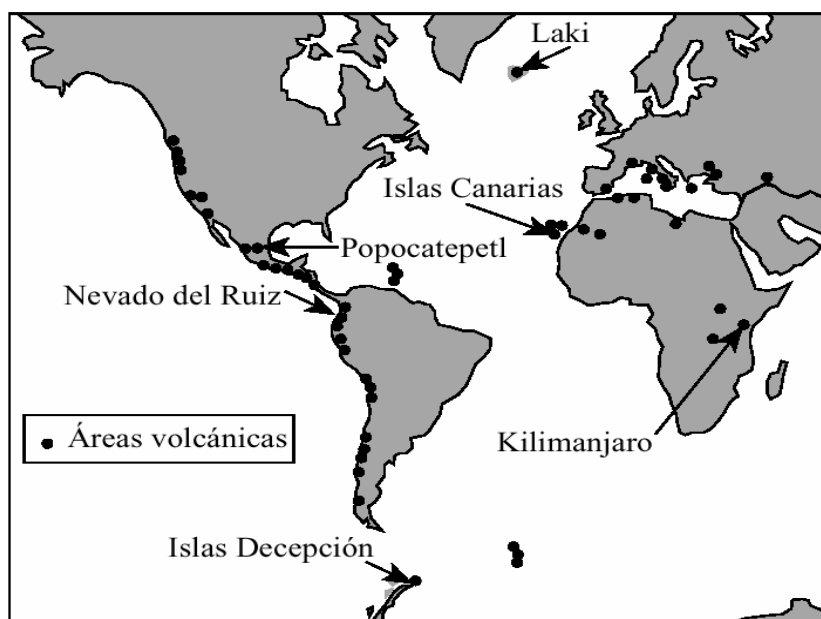 Laki
Islas Canarias
Popocatepetl
Nevado del Ruiz
Áreas volcánicas
Kilimanjaro
Islas Decepción